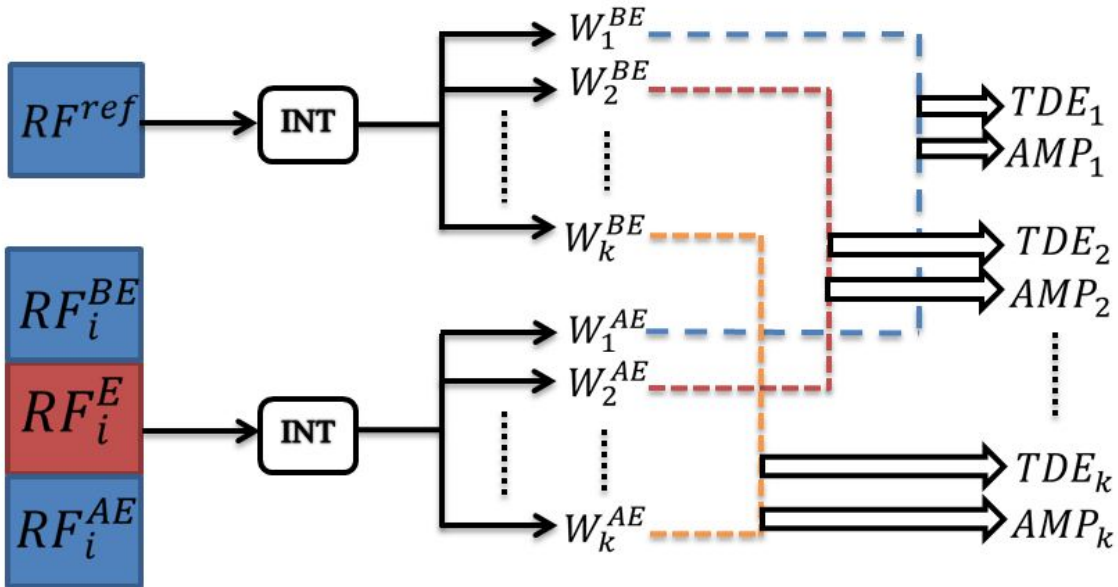 RF^{ref}
INT
W_1^{BE}
W_2^{BE}
W_k^{BE}
TDE_1
AMP_1
TDE_2
AMP_2
RF_i^{BE}
RF_i^{E}
RF_i^{AE}
INT
W_1^{AE}
W_2^{AE}
W_k^{AE}
TDE_k
AMP_k